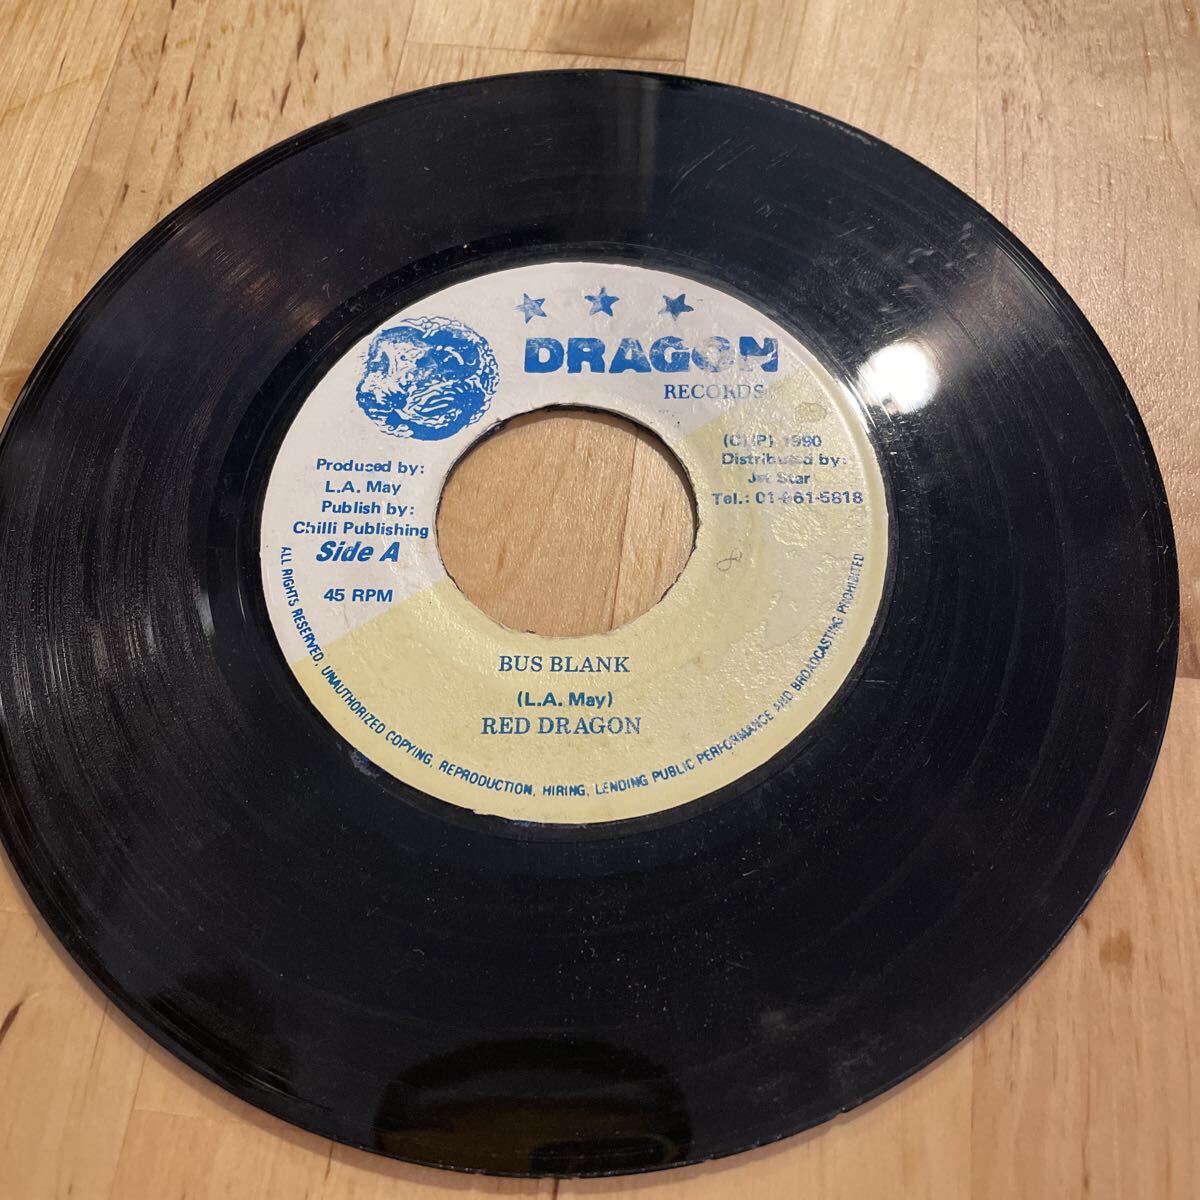 DRAGON
RECORDS
(C) (P) 1990
Distributed by:
Jet Star
Tel.: 01-961-5818
Produced by:
L.A. May
Publish by:
Chilli Publishing
Side A
45 RPM
BUS BLANK
(L.A. May)
RED DRAGON
ALL RIGHTS RESERVED, UNAUTHORIZED COPYING, REPRODUCTION, HIRING, LENDING PUBLIC PERFORMANCE AND BROADCASTING PROHIBITED